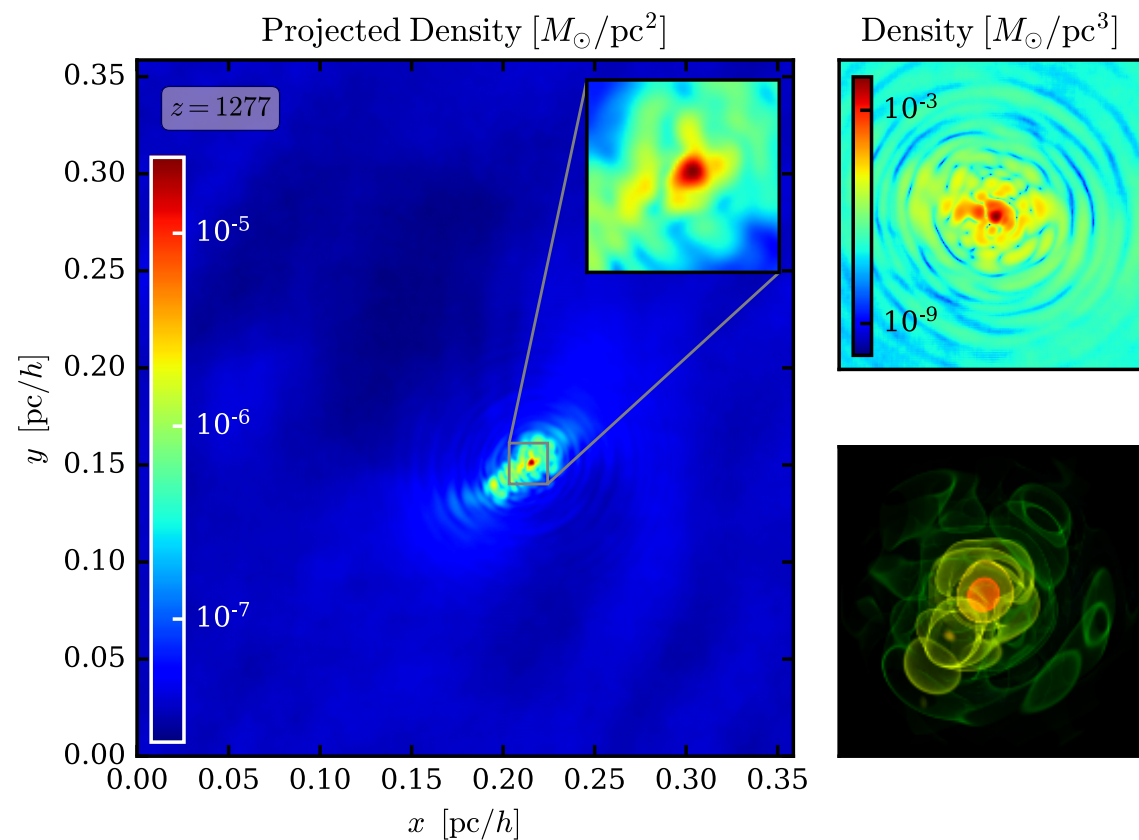 Projected Density [M⊙/pc²]
Density [M⊙/pc³]
z = 1277
0.35
0.30
0.25
0.20
0.15
0.10
0.05
0.00
y [pc/h]
10⁻⁵
10⁻⁶
10⁻⁷
0.00 0.05 0.10 0.15 0.20 0.25 0.30 0.35
x [pc/h]
10⁻³
10⁻⁹